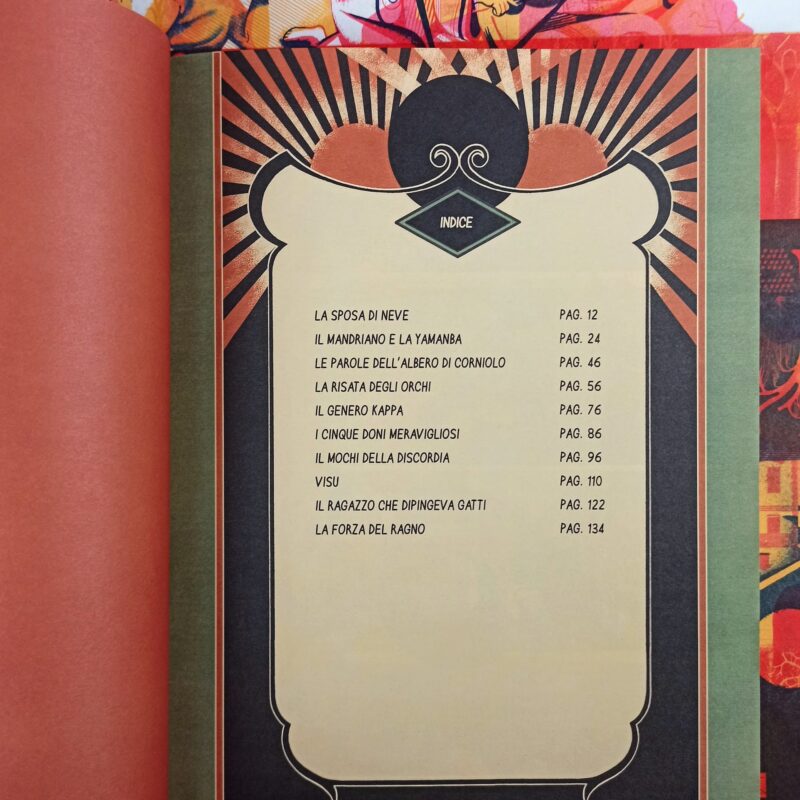 INDICE
LA SPOSA DI NEVE PAG. 12
IL MANDRIANO E LA YAMANBA PAG. 24
LE PAROLE DELL'ALBERO DI CORNIOLO PAG. 46
LA RISATA DEGLI ORCHI PAG. 56
IL GENERO KAPPA PAG. 76
I CINQUE DONI MERAVIGLIOSI PAG. 86
IL MOCHI DELLA DISCORDIA PAG. 96
VISU PAG. 110
IL RAGAZZO CHE DIPINGEVA GATTI PAG. 122
LA FORZA DEL RAGNO PAG. 134